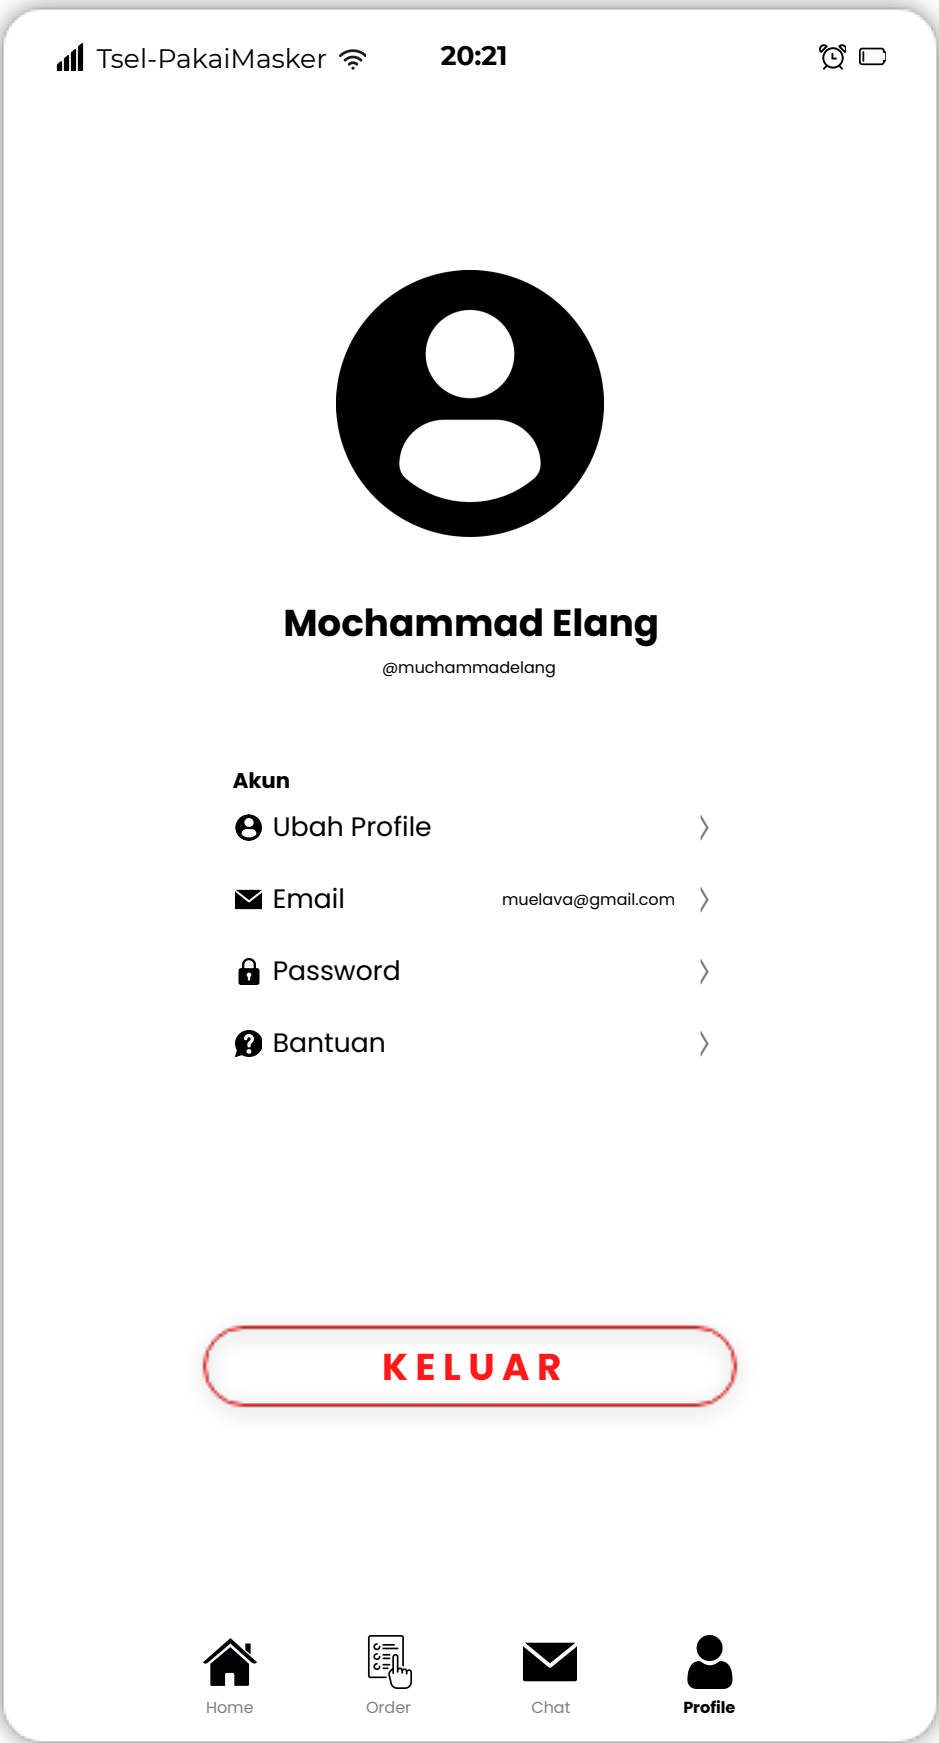 Tsel-PakaiMasker 20:21
Mochammad Elang
@muchammadelang
Akun
Ubah Profile
Email muelava@gmail.com
Password
Bantuan
KELUAR
Home Order Chat Profile